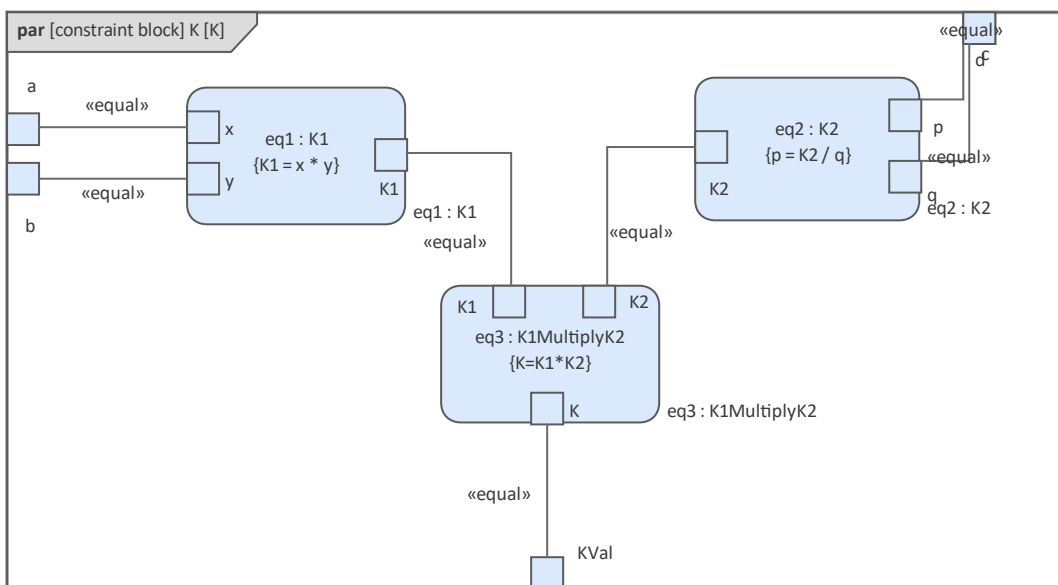 par [constraint block] K [K]
«equal»
d
c
a
«equal»
x
eq1 : K1
{K1 = x * y}
K1
«equal»
y
b
eq1 : K1
«equal»
eq2 : K2
{p = K2 / q}
p
K2
«equal»
q
eq2 : K2
«equal»
K1
K2
eq3 : K1MultiplyK2
{K=K1*K2}
K
eq3 : K1MultiplyK2
«equal»
KVal